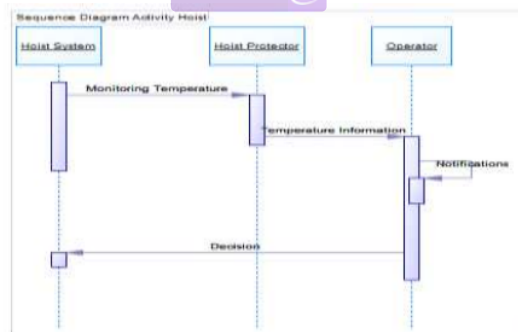 Sequence Diagram Activity Hoist
Hoist System
Hoist Protector
Operator
Monitoring Temperature
Temperature Information
Notifications
Decision